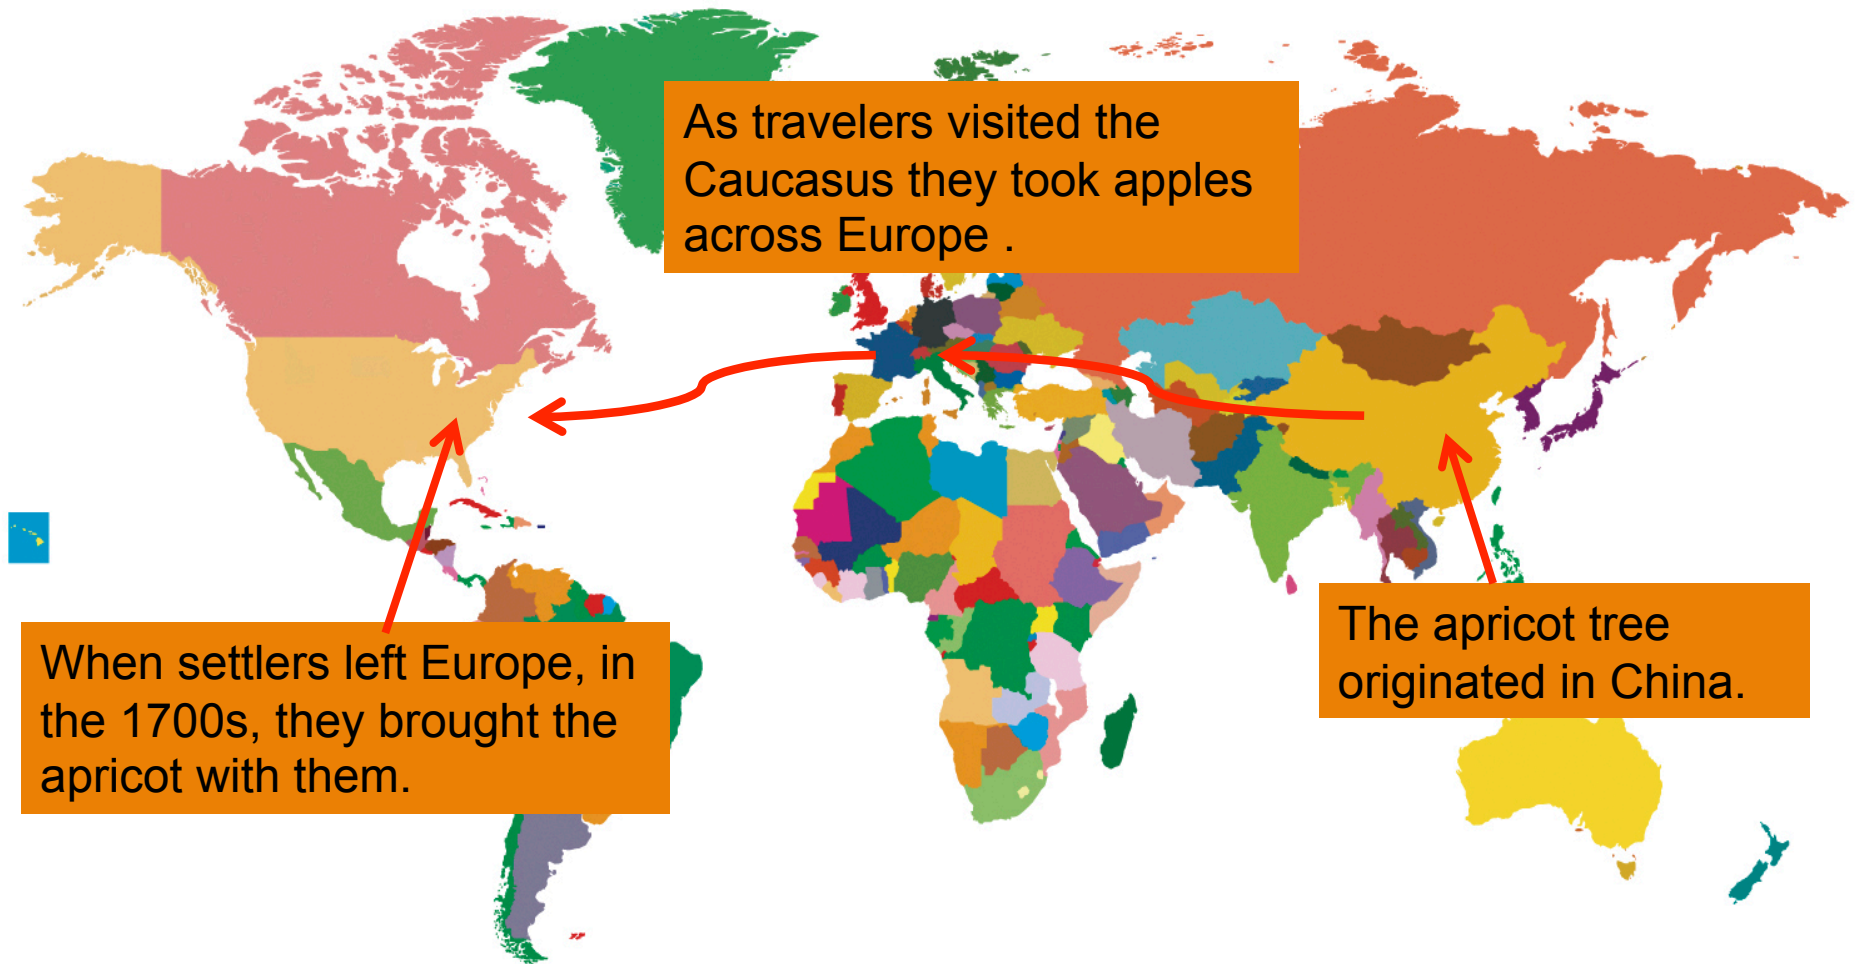 As travelers visited the
Caucasus they took apples
across Europe .
When settlers left Europe, in
the 1700s, they brought the
apricot with them.
The apricot tree
originated in China.